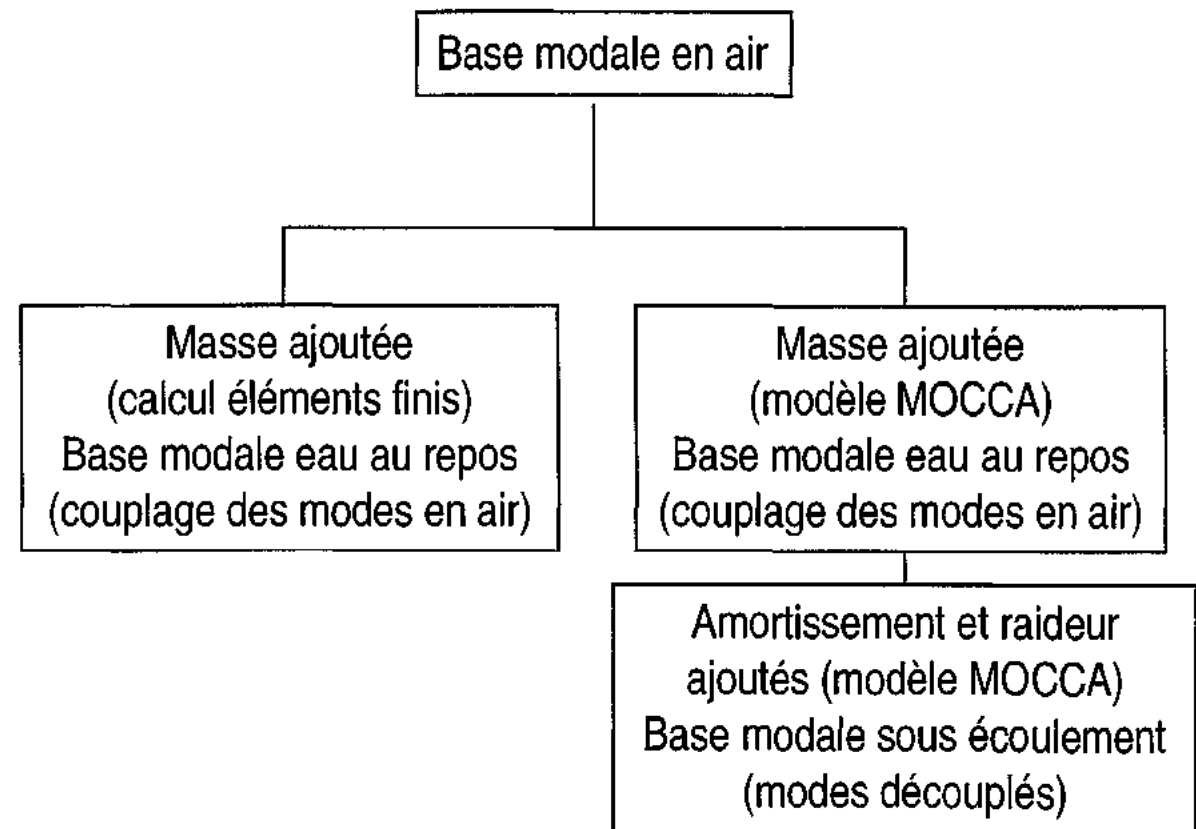 Base modale en air
Masse ajoutée
(calcul éléments finis)
Base modale eau au repos
(couplage des modes en air)
Masse ajoutée
(modèle MOCCA)
Base modale eau au repos
(couplage des modes en air)
Amortissement et raideur
ajoutés (modèle MOCCA)
Base modale sous écoulement
(modes découplés)